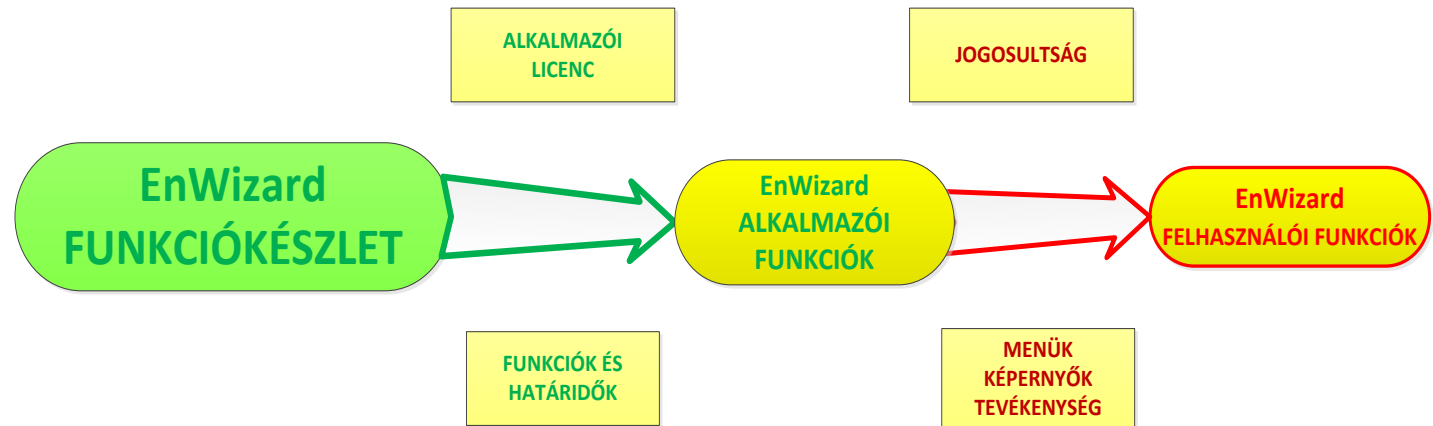 ALKALMAZÓI
LICENC
JOGOSULTSÁG
EnWizard
FUNKCIÓKÉSZLET
EnWizard
ALKALMAZÓI
FUNKCIÓK
EnWizard
FELHASZNÁLÓI FUNKCIÓK
FUNKCIÓK ÉS
HATÁRIDŐK
MENÜK
KÉPERNYŐK
TEVÉKENYSÉG